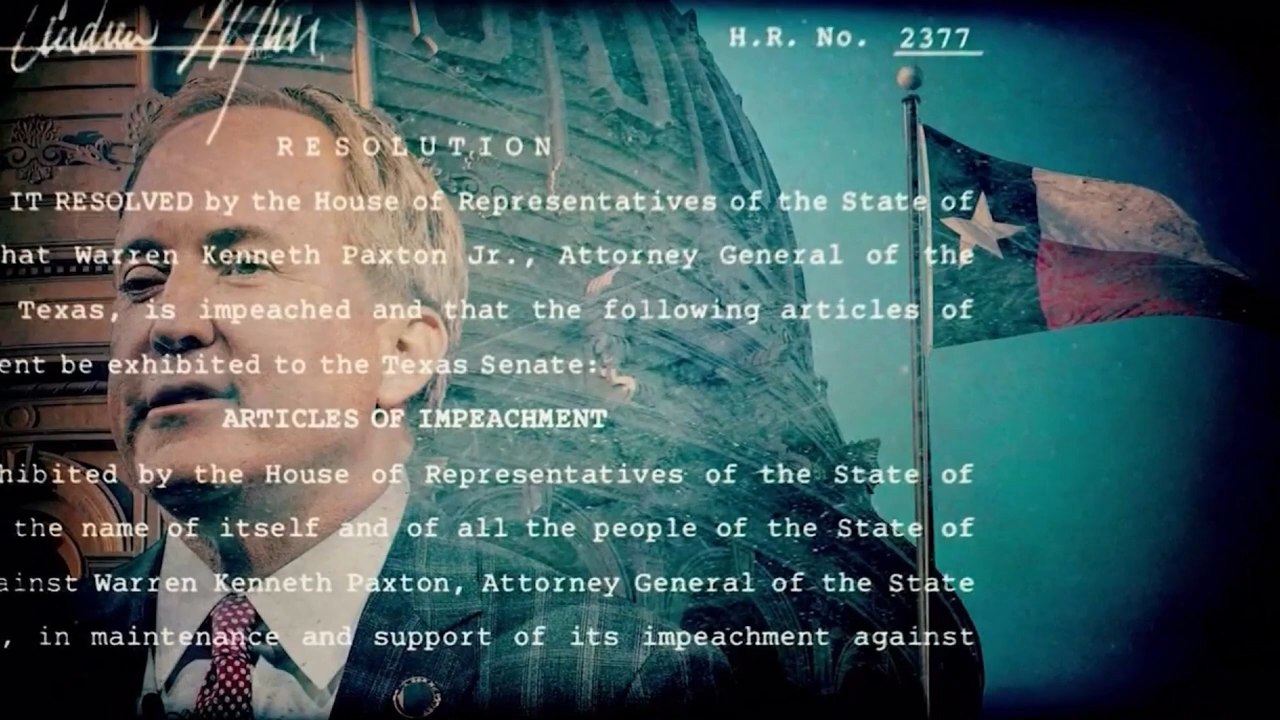 H.R. No. 2377
RESOLUTION
IT RESOLVED by the House of Representatives of the State of
hat Warren Kenneth Paxton Jr., Attorney General of the
Texas, is impeached and that the following articles of
ent be exhibited to the Texas Senate:
ARTICLES OF IMPEACHMENT
hibited by the House of Representatives of the State of
the name of itself and of all the people of the State of
ainst Warren Kenneth Paxton, Attorney General of the State
, in maintenance and support of its impeachment against